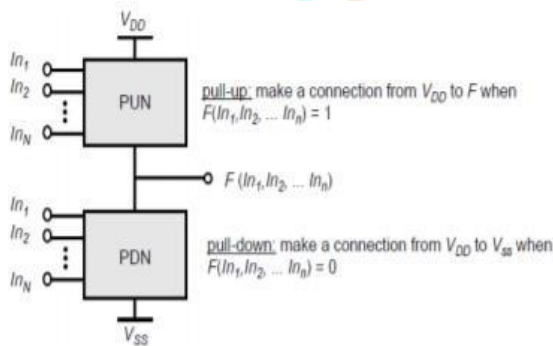 V_DD
In_1
In_2
In_N
PUN
pull-up: make a connection from V_DD to F when
F(In_1,In_2, ... In_n) = 1
F (In_1,In_2, ... In_n)
In_1
In_2
In_N
PDN
pull-down: make a connection from V_DD to V_ss when
F(In_1,In_2, ... In_n) = 0
V_SS